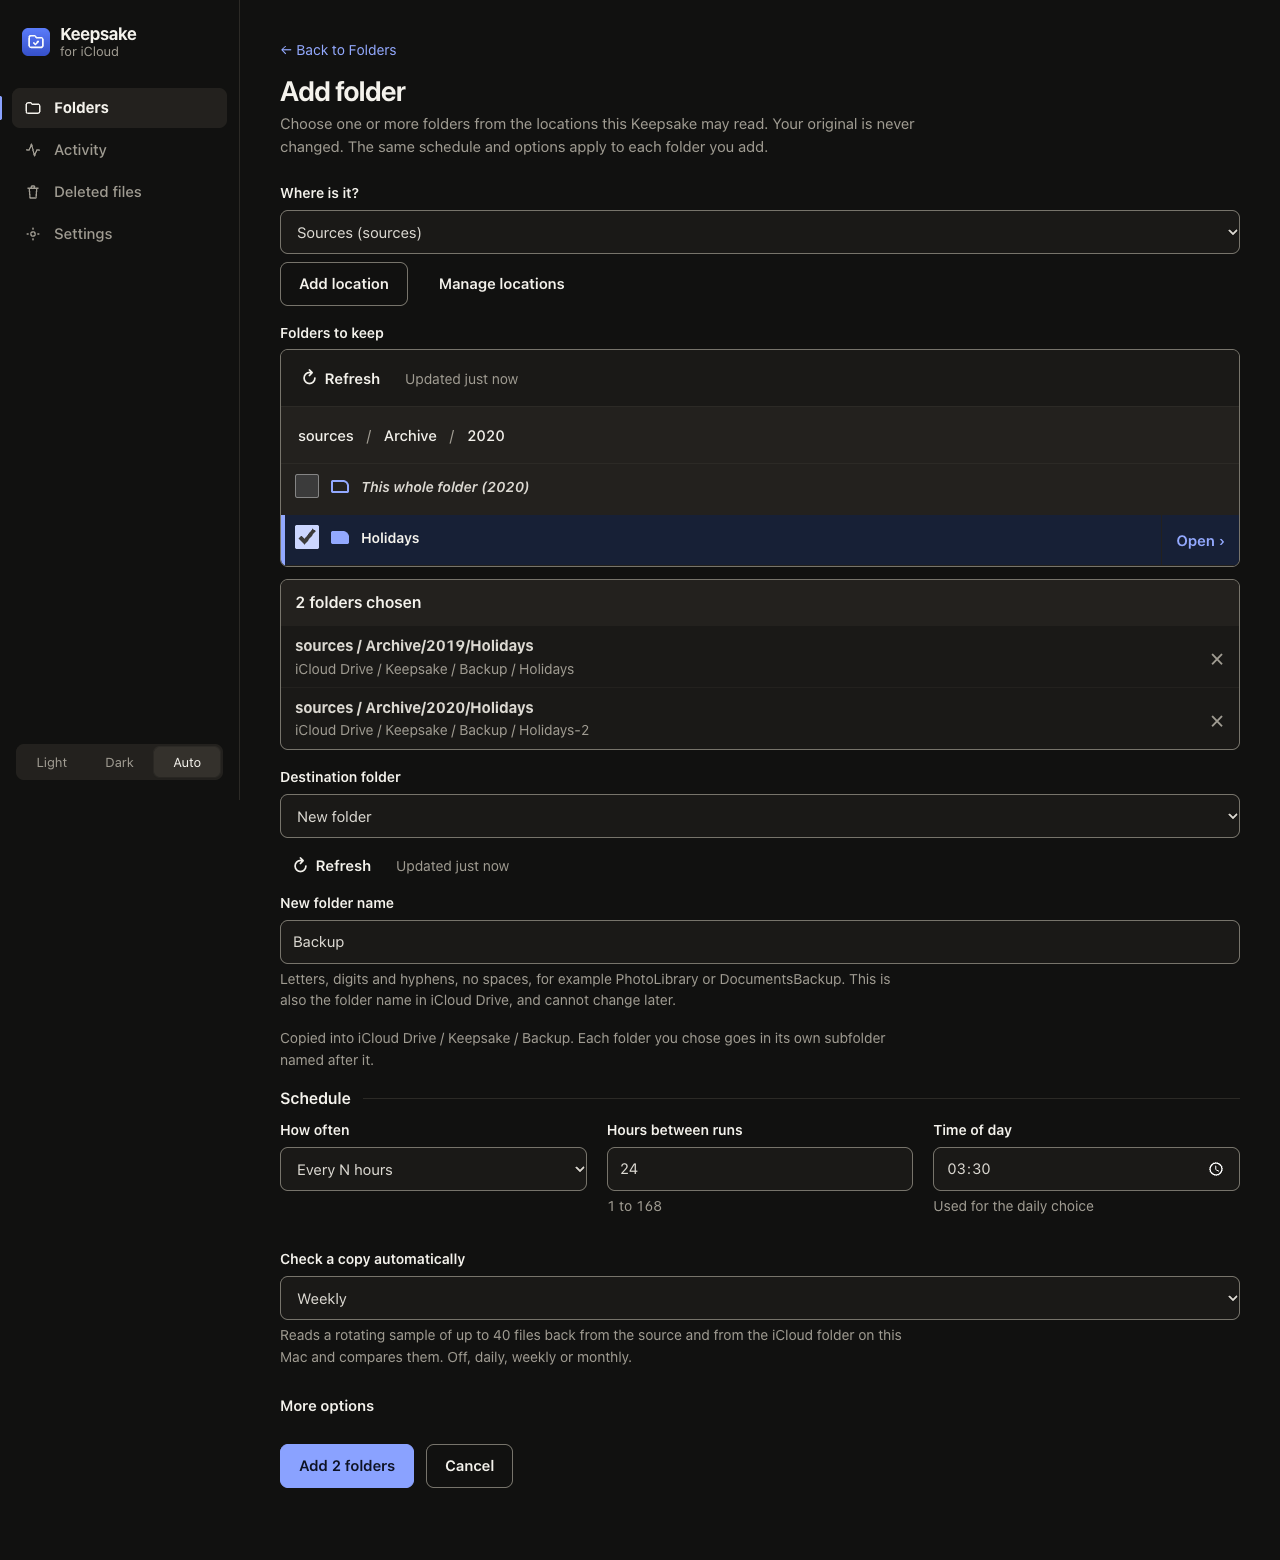 Keepsake
for iCloud
Folders
Activity
Deleted files
Settings
Light Dark Auto
← Back to Folders
Add folder
Choose one or more folders from the locations this Keepsake may read. Your original is never
changed. The same schedule and options apply to each folder you add.
Where is it?
Sources (sources)
Add location Manage locations
Folders to keep
Refresh Updated just now
sources / Archive / 2020
This whole folder (2020)
Holidays Open ›
2 folders chosen
sources / Archive/2019/Holidays
iCloud Drive / Keepsake / Backup / Holidays
sources / Archive/2020/Holidays
iCloud Drive / Keepsake / Backup / Holidays-2
Destination folder
New folder
Refresh Updated just now
New folder name
Backup
Letters, digits and hyphens, no spaces, for example PhotoLibrary or DocumentsBackup. This is
also the folder name in iCloud Drive, and cannot change later.
Copied into iCloud Drive / Keepsake / Backup. Each folder you chose goes in its own subfolder
named after it.
Schedule
How often Hours between runs Time of day
Every N hours 24 03:30
1 to 168 Used for the daily choice
Check a copy automatically
Weekly
Reads a rotating sample of up to 40 files back from the source and from the iCloud folder on this
Mac and compares them. Off, daily, weekly or monthly.
More options
Add 2 folders Cancel